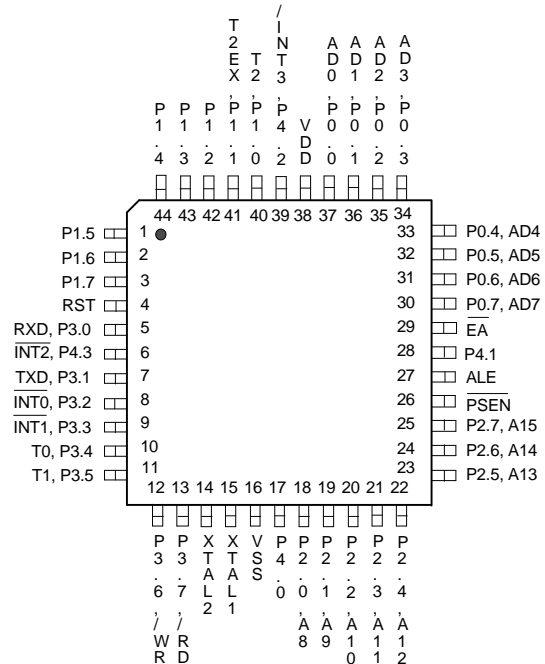 P1.4
P1.3
P1.2
T2EX,P1.1
T2,P1.0
/INT3,P4.2
VDD
AD0,P0.0
AD1,P0.1
AD2,P0.2
AD3,P0.3
44 43 42 41 40 39 38 37 36 35 34
P1.5 1
P1.6 2
P1.7 3
RST 4
RXD, P3.0 5
INT2, P4.3 6
TXD, P3.1 7
INT0, P3.2 8
INT1, P3.3 9
T0, P3.4 10
T1, P3.5 11
33 P0.4, AD4
32 P0.5, AD5
31 P0.6, AD6
30 P0.7, AD7
29 EA
28 P4.1
27 ALE
26 PSEN
25 P2.7, A15
24 P2.6, A14
23 P2.5, A13
12 13 14 15 16 17 18 19 20 21 22
P3.6,/WR
P3.7,/RD
XTAL2
XTAL1
VSS
P4.0
P2.0,A8
P2.1,A9
P2.2,A10
P2.3,A11
P2.4,A12